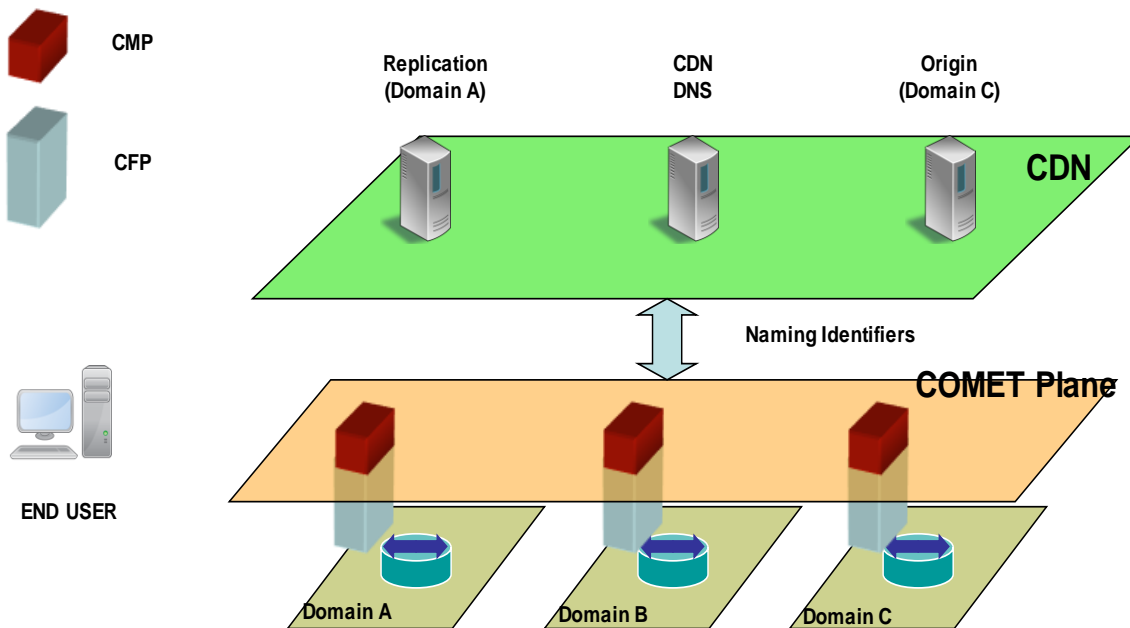 CMP
CFP
Replication
(Domain A)
CDN
DNS
Origin
(Domain C)
CDN
Naming Identifiers
COMET Plane
END USER
Domain A
Domain B
Domain C